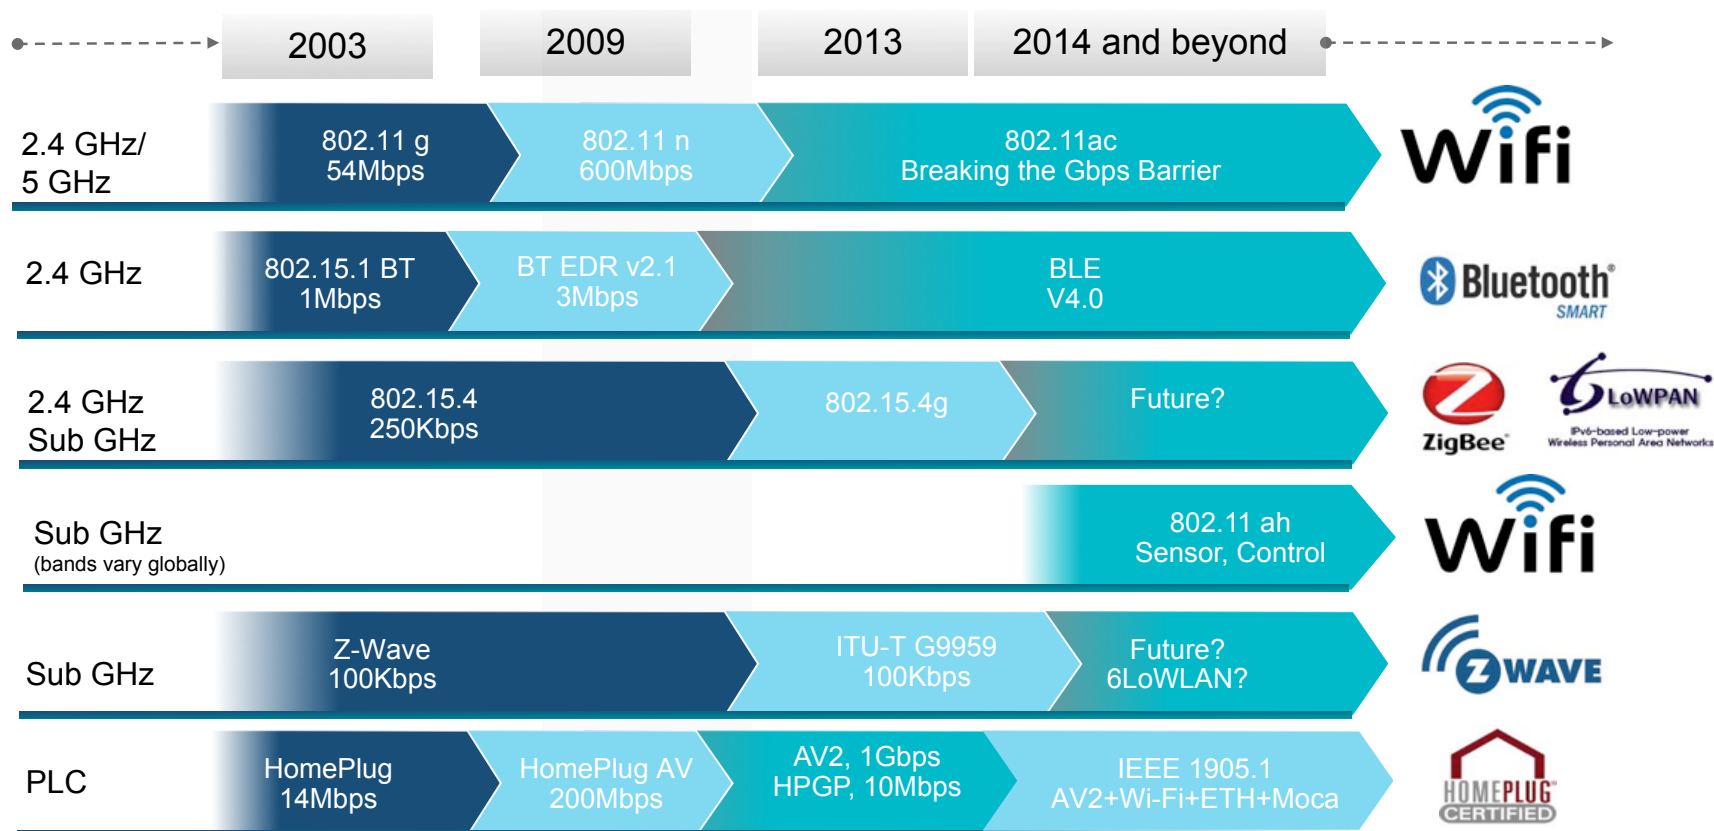 2003
2009
2013
2014 and beyond
2.4 GHz/
5 GHz
802.11 g
54Mbps
802.11 n
600Mbps
802.11ac
Breaking the Gbps Barrier
Wifi
2.4 GHz
802.15.1 BT
1Mbps
BT EDR v2.1
3Mbps
BLE
V4.0
Bluetooth®
SMART
2.4 GHz
Sub GHz
802.15.4
250Kbps
802.15.4g
Future?
ZigBee
6LoWPAN
IPv6-based Low-power
Wireless Personal Area Networks
Sub GHz
(bands vary globally)
802.11 ah
Sensor, Control
Wifi
Sub GHz
Z-Wave
100Kbps
ITU-T G9959
100Kbps
Future?
6LoWLAN?
Z WAVE
PLC
HomePlug
14Mbps
HomePlug AV
200Mbps
AV2, 1Gbps
HPGP, 10Mbps
IEEE 1905.1
AV2+Wi-Fi+ETH+Moca
HOMEPLUG
CERTIFIED